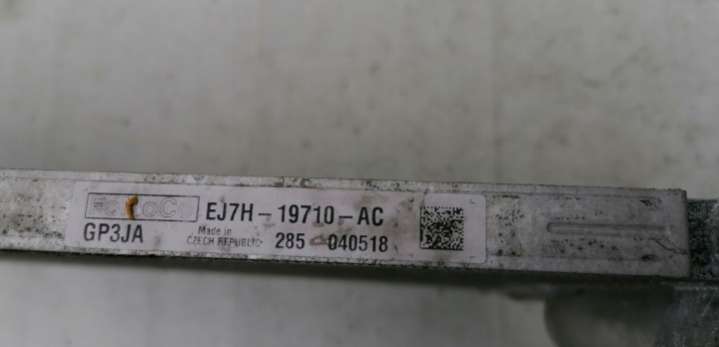 EJ7H-19710-AC
GP3JA Made in CZECH REPUBLIC 285 040518